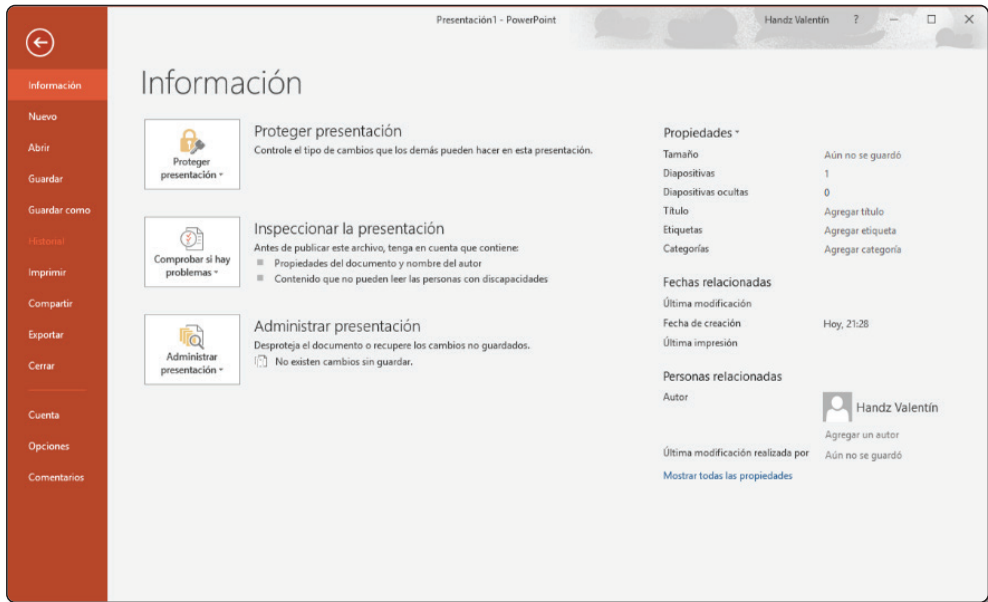 Presentación1 - PowerPoint
Handz Valentín
?
Información
Nuevo
Abrir
Guardar
Guardar como
Historial
Imprimir
Compartir
Exportar
Cerrar
Cuenta
Opciones
Comentarios
Información
Proteger presentación
Proteger presentación
Controle el tipo de cambios que los demás pueden hacer en esta presentación.
Comprobar si hay problemas
Inspeccionar la presentación
Antes de publicar este archivo, tenga en cuenta que contiene:
Propiedades del documento y nombre del autor
Contenido que no pueden leer las personas con discapacidades
Administrar presentación
Administrar presentación
Desproteja el documento o recupere los cambios no guardados.
No existen cambios sin guardar.
Propiedades
Tamaño Aún no se guardó
Diapositivas 1
Diapositivas ocultas 0
Título Agregar título
Etiquetas Agregar etiqueta
Categorías Agregar categoría
Fechas relacionadas
Última modificación
Fecha de creación Hoy, 21:28
Última impresión
Personas relacionadas
Autor Handz Valentín
Agregar un autor
Última modificación realizada por Aún no se guardó
Mostrar todas las propiedades